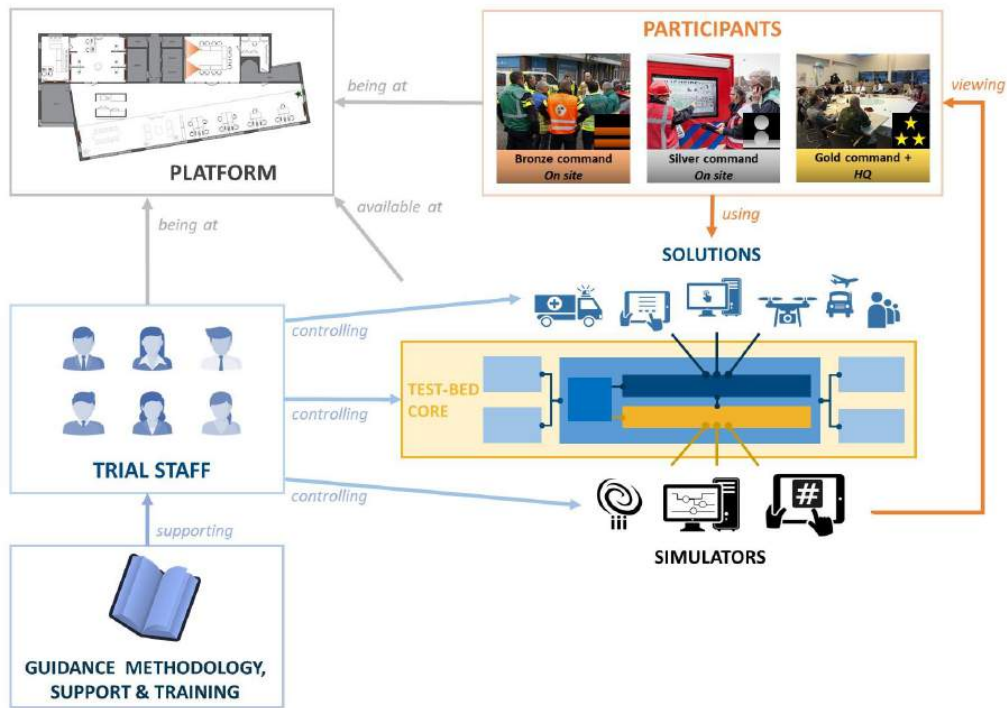 PARTICIPANTS
Bronze command
On site
Silver command
On site
Gold command +
HQ
being at
viewing
PLATFORM
being at
available at
using
SOLUTIONS
controlling
TEST-BED
CORE
controlling
TRIAL STAFF
controlling
#
SIMULATORS
supporting
GUIDANCE METHODOLOGY,
SUPPORT & TRAINING